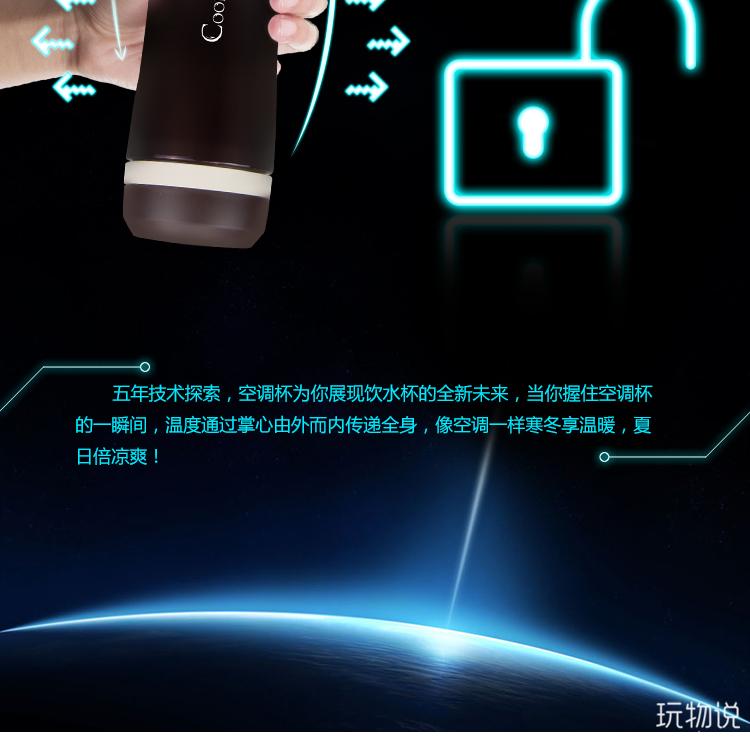 Coo
五年技术探索，空调杯为你展现饮水杯的全新未来，当你握住空调杯
的一瞬间，温度通过掌心由外而内传递全身，像空调一样寒冬享温暖，夏
日倍凉爽！
玩物说